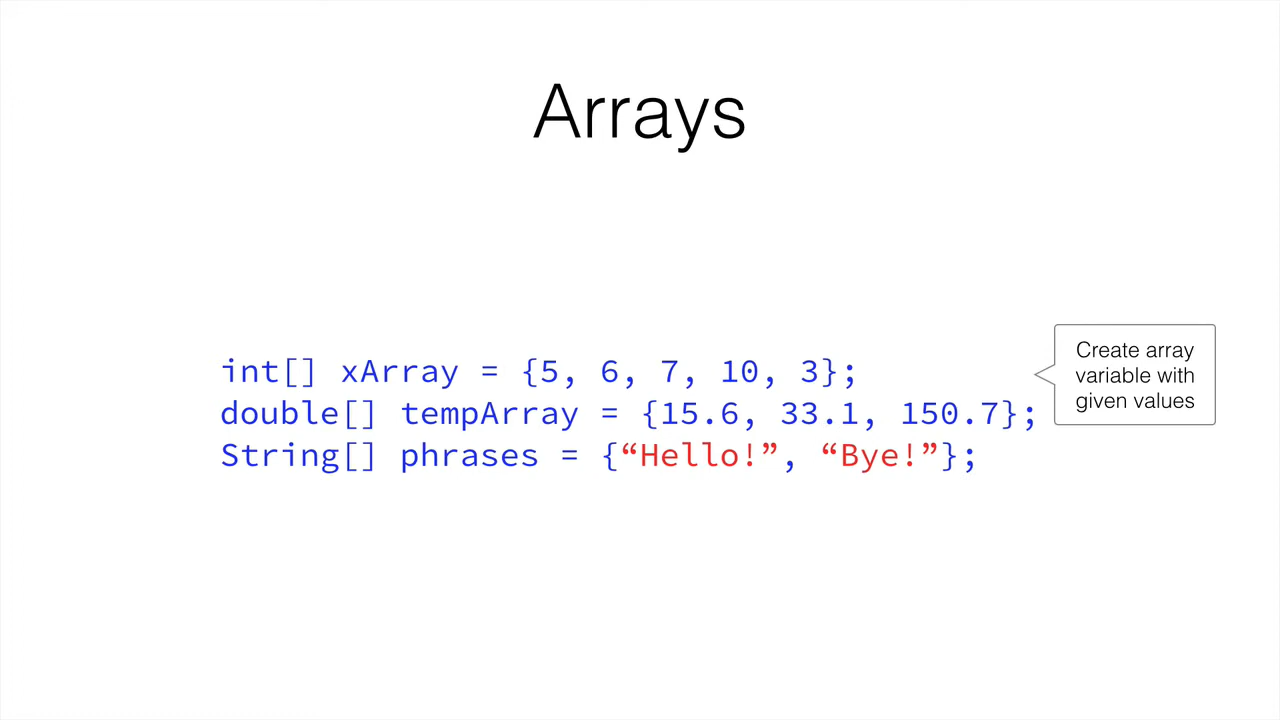 Arrays
int[] xArray = {5, 6, 7, 10, 3};
double[] tempArray = {15.6, 33.1, 150.7};
String[] phrases = {“Hello!”, “Bye!”};
Create array
variable with
given values